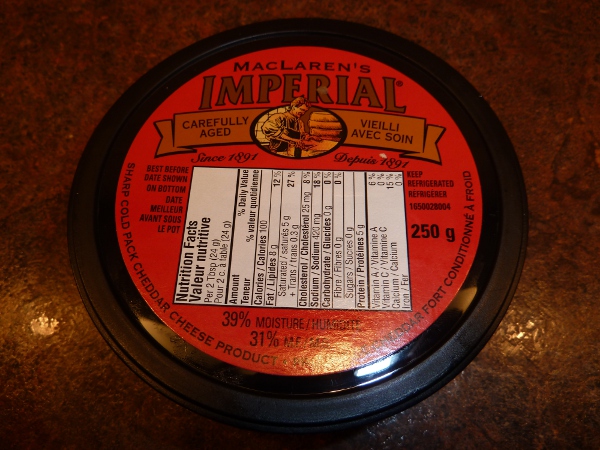 MACLAREN'S
IMPERIAL®
CAREFULLY
AGED
VIEILLI
AVEC SOIN
Since 1891
Depuis 1891
BEST BEFORE
DATE SHOWN
ON BOTTOM
DATE
MEILLEUR
AVANT SOUS
LE POT
KEEP
REFRIGERATED
RÉFRIGÉRER
1650029004
250 g
Nutrition Facts
Valeur nutritive
Per 2 Tbsp (24 g)
Pour 2 c. à table (24 g)
Amount % Daily Value
Teneur % valeur quotidienne
Calories / Calories 100
Fat / Lipides 8 g 12 %
Saturated / saturés 5 g
+ Trans / trans 0.3 g 27 %
Cholesterol / Cholestérol 25 mg 8 %
Sodium / Sodium 420 mg 18 %
Carbohydrate / Glucides 0 g 0 %
Fibre / Fibres 0 g 0 %
Sugars / Sucres 0 g
Protein / Protéines 5 g
Vitamin A / Vitamine A 6 %
Vitamin C / Vitamine C 0 %
Calcium / Calcium 15 %
Iron / Fer 0 %
39% MOISTURE / HUMIDITÉ
31% M.F.
SHARP COLD PACK CHEDDAR CHEESE PRODUCT
CHEDDAR FORT CONDITIONNÉ À FROID